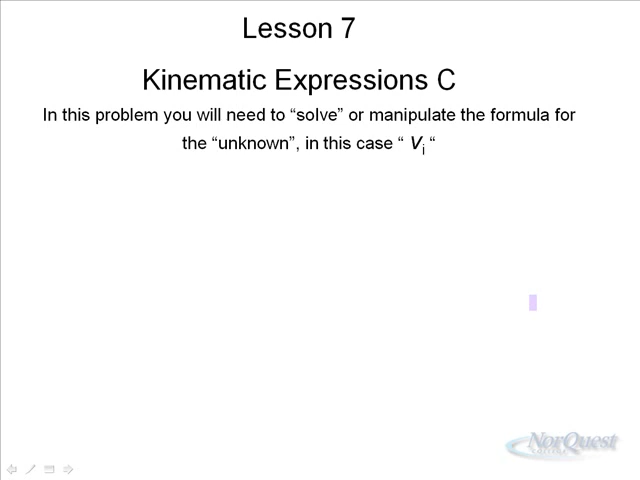 Lesson 7
Kinematic Expressions C
In this problem you will need to “solve” or manipulate the formula for
the “unknown”, in this case “ vi “
NorQuest
COLLEGE